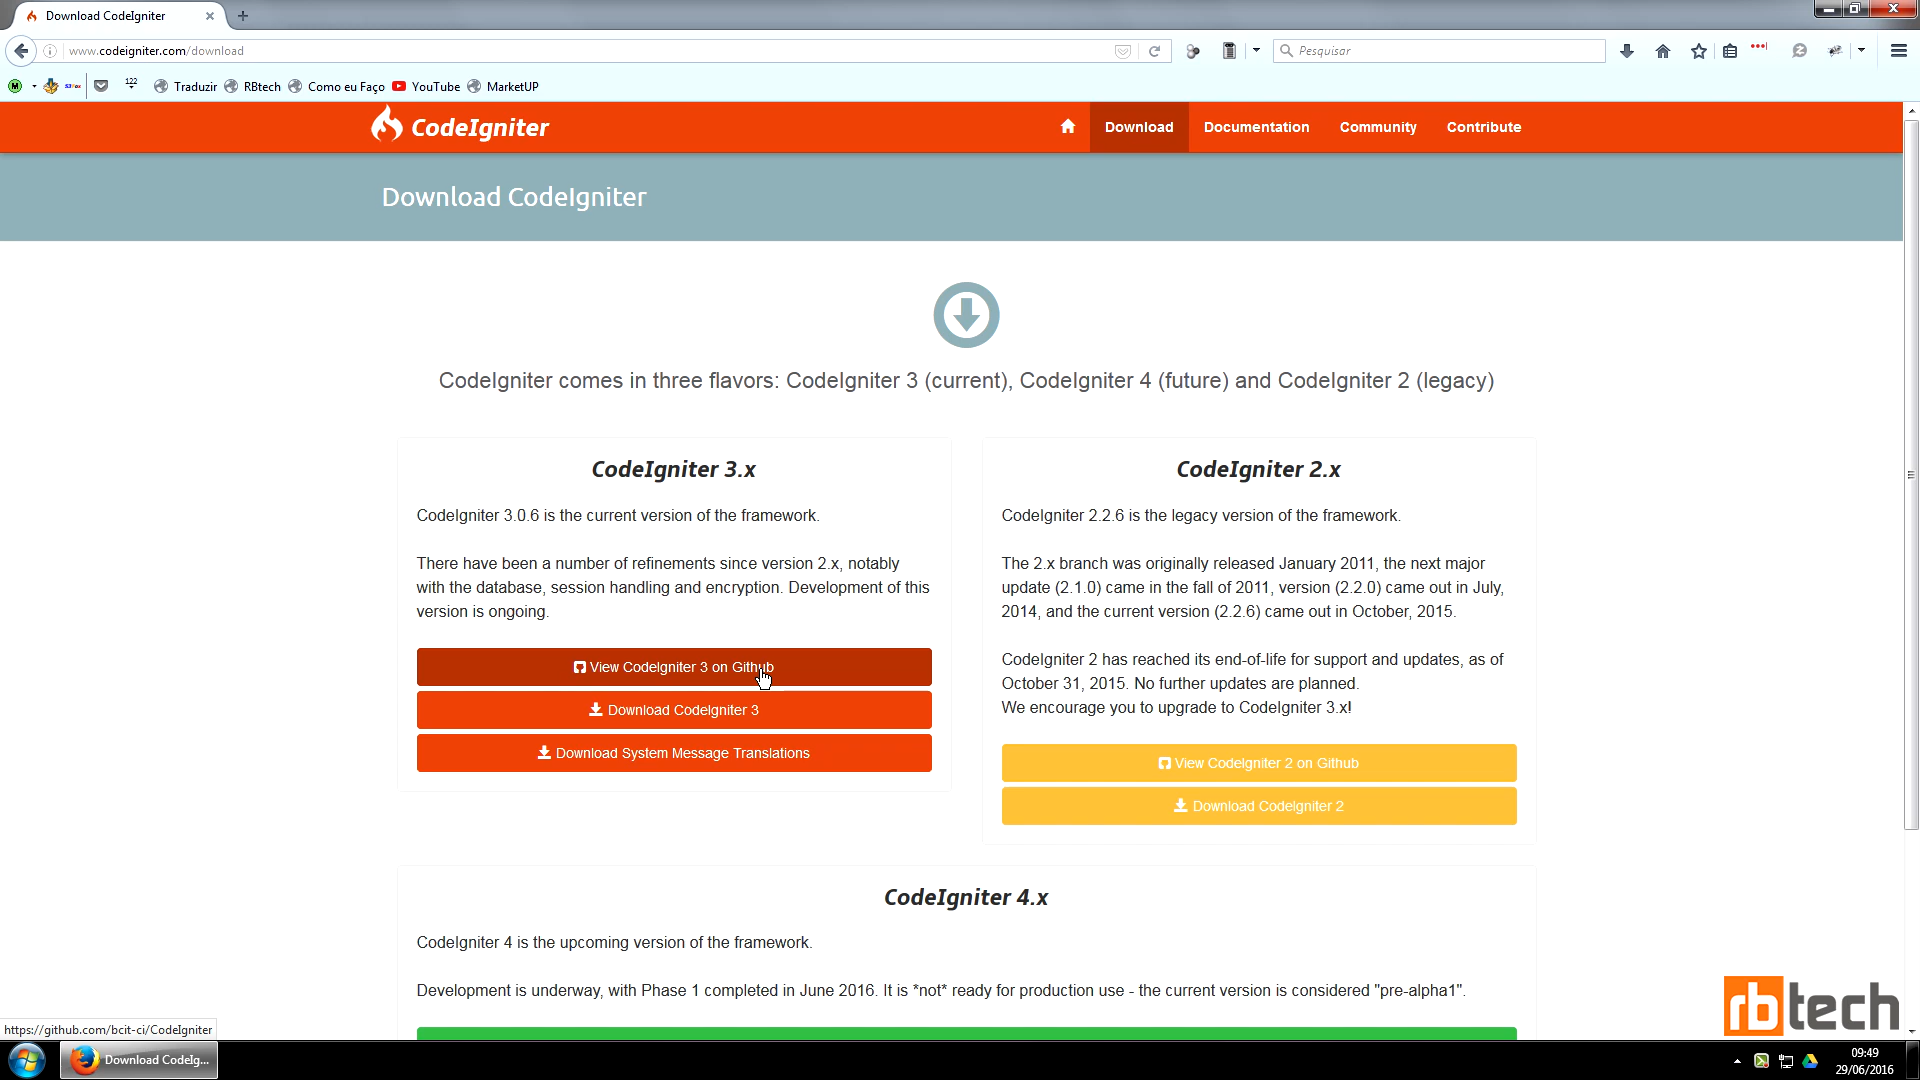 Download CodeIgniter
www.codeigniter.com/download
Pesquisar
Traduzir RBtech Como eu Faço YouTube MarketUP
CodeIgniter
Download Documentation Community Contribute
Download CodeIgniter
CodeIgniter comes in three flavors: CodeIgniter 3 (current), CodeIgniter 4 (future) and CodeIgniter 2 (legacy)
CodeIgniter 3.x
CodeIgniter 3.0.6 is the current version of the framework.
There have been a number of refinements since version 2.x, notably
with the database, session handling and encryption. Development of this
version is ongoing.
View CodeIgniter 3 on Github
Download CodeIgniter 3
Download System Message Translations
CodeIgniter 2.x
CodeIgniter 2.2.6 is the legacy version of the framework.
The 2.x branch was originally released January 2011, the next major
update (2.1.0) came in the fall of 2011, version (2.2.0) came out in July,
2014, and the current version (2.2.6) came out in October, 2015.
CodeIgniter 2 has reached its end-of-life for support and updates, as of
October 31, 2015. No further updates are planned.
We encourage you to upgrade to CodeIgniter 3.x!
View CodeIgniter 2 on Github
Download CodeIgniter 2
CodeIgniter 4.x
CodeIgniter 4 is the upcoming version of the framework.
Development is underway, with Phase 1 completed in June 2016. It is *not* ready for production use - the current version is considered "pre-alpha1".
rbtech
https://github.com/bcit-ci/CodeIgniter
Download CodeIg...
09:49
29/06/2016